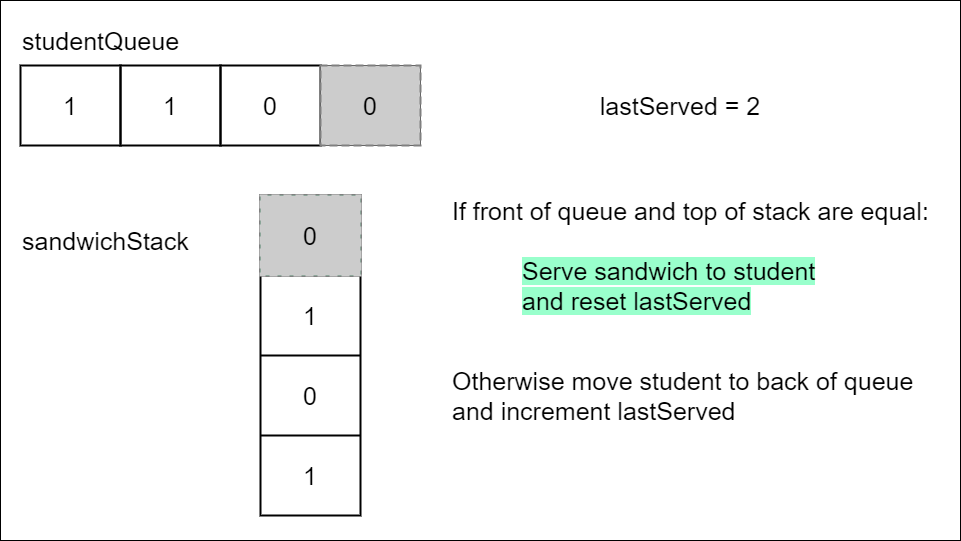 studentQueue
1 1 0 0
lastServed = 2
sandwichStack
0
1
0
1
If front of queue and top of stack are equal:
Serve sandwich to student
and reset lastServed
Otherwise move student to back of queue
and increment lastServed